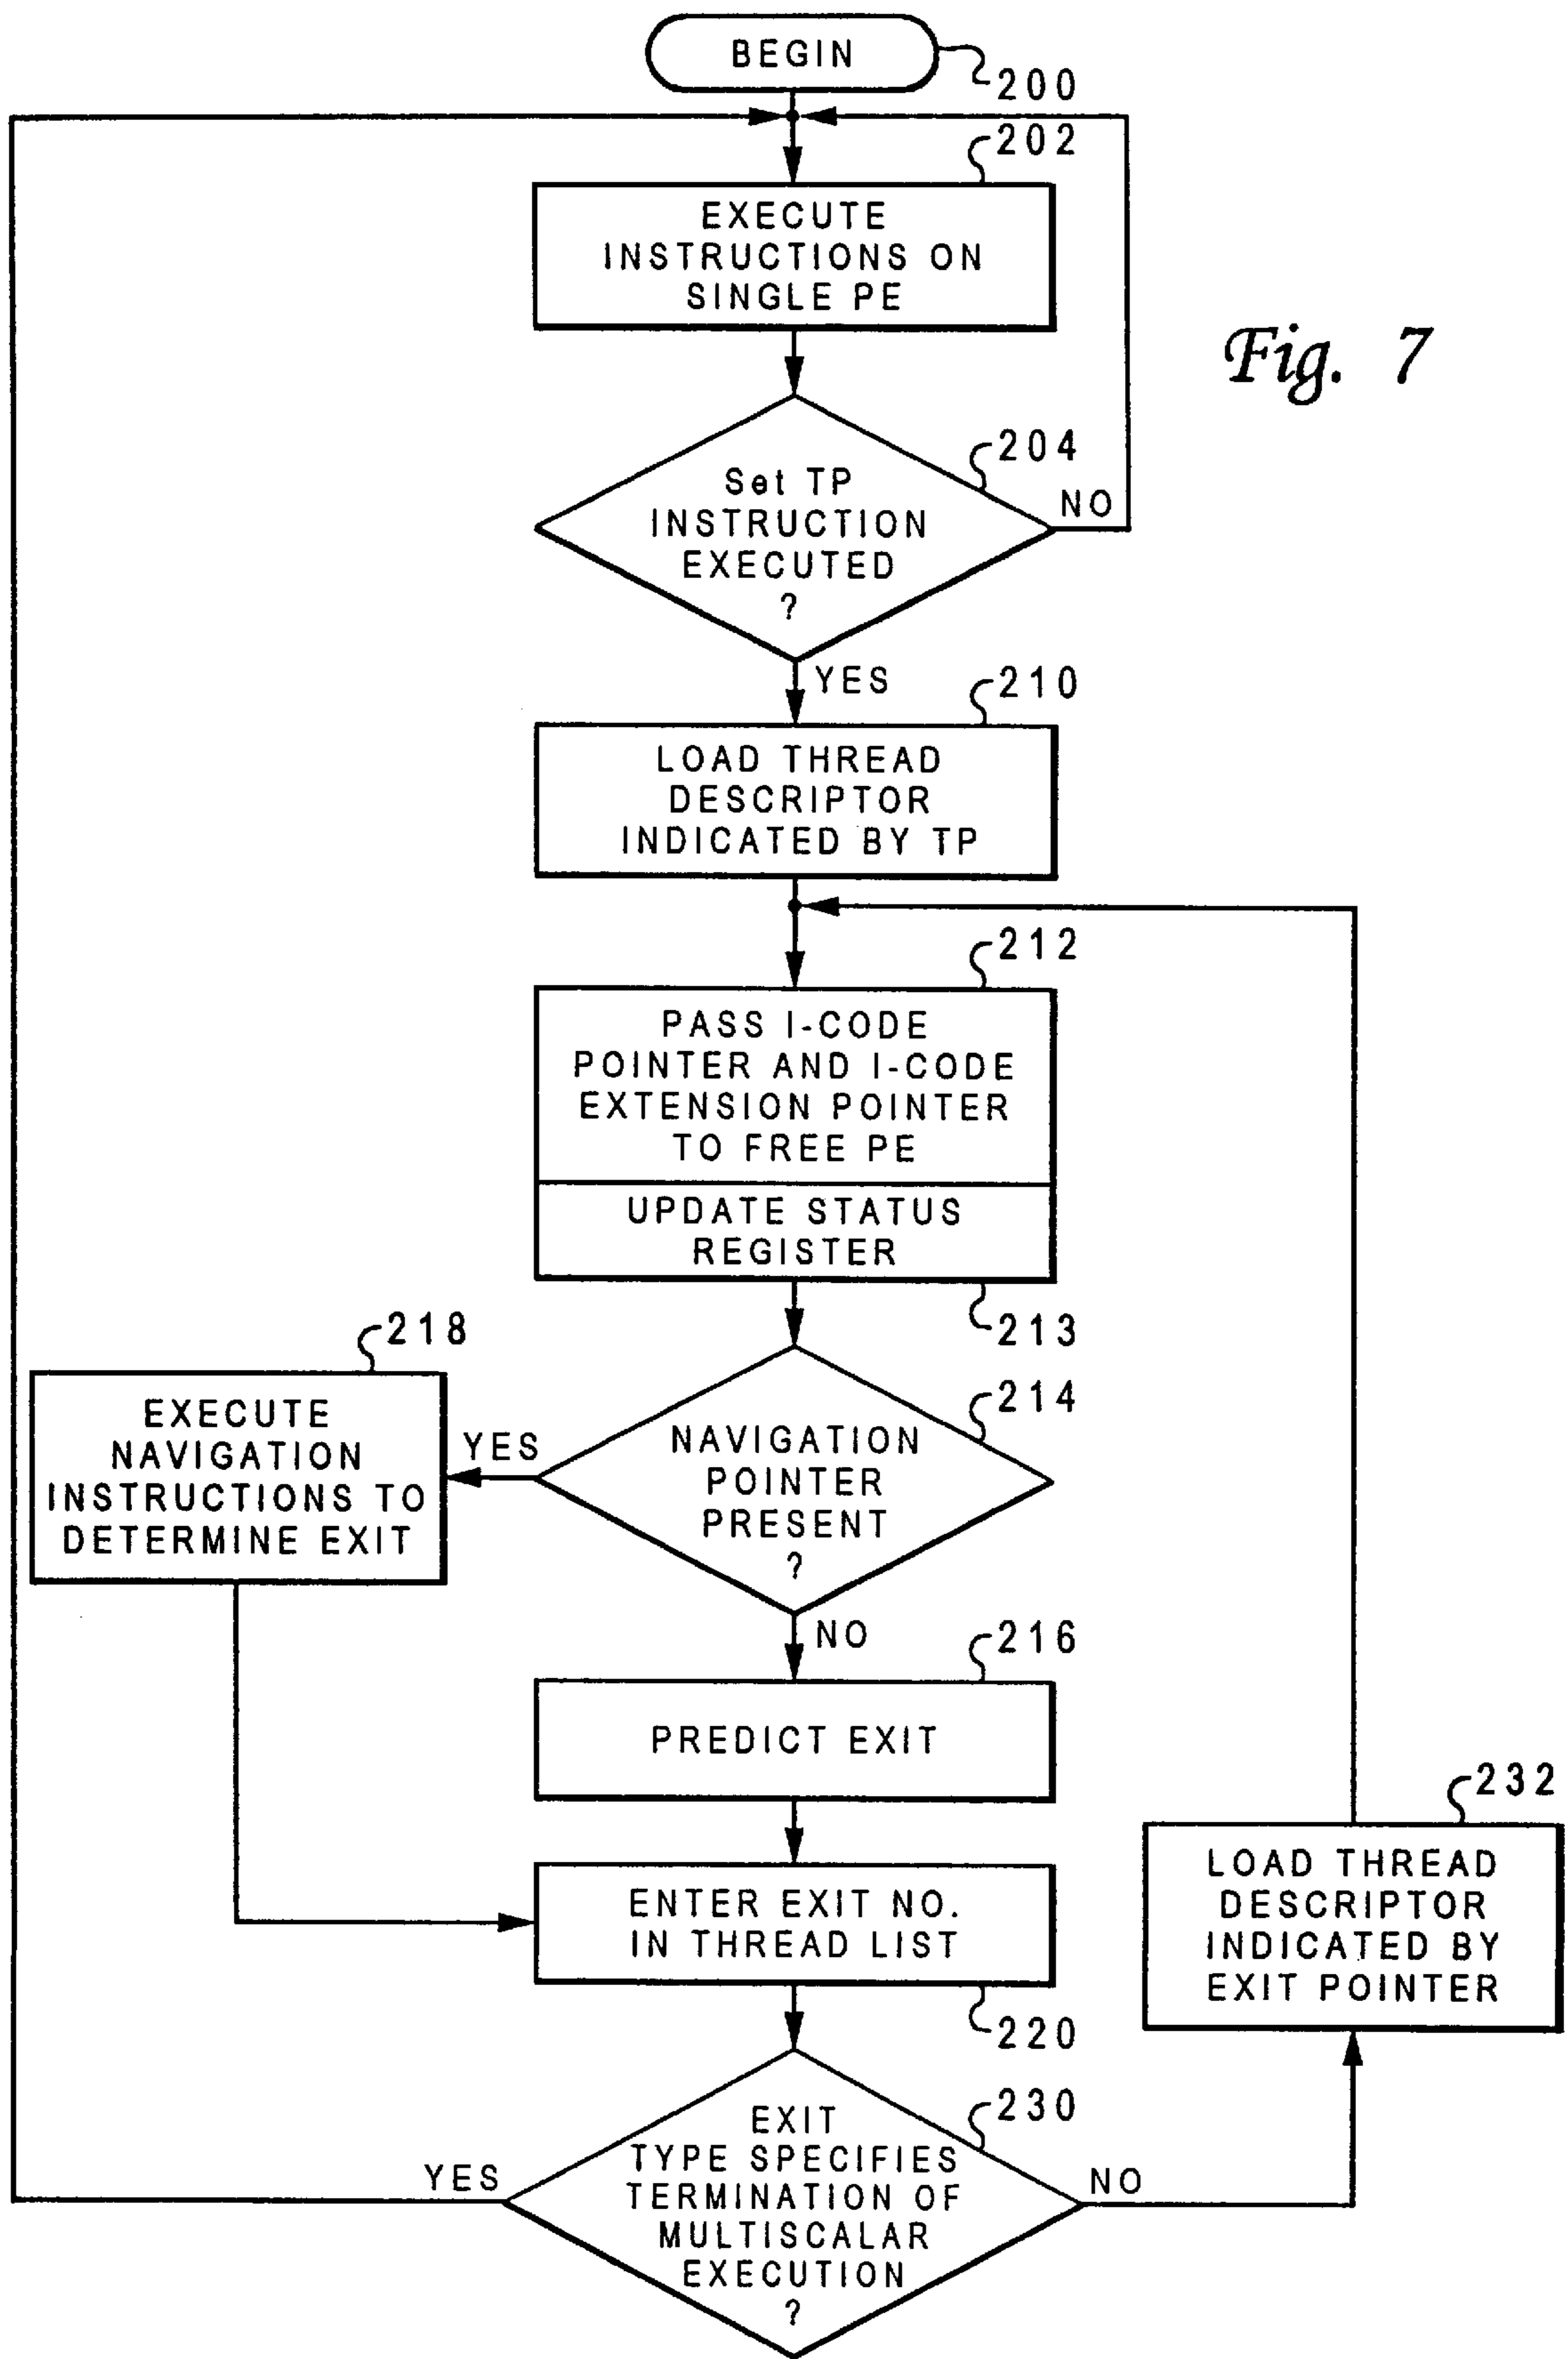 BEGIN
200
202
EXECUTE
INSTRUCTIONS ON
SINGLE PE
Fig. 7
204
Set TP
INSTRUCTION
EXECUTED
?
NO
YES
210
LOAD THREAD
DESCRIPTOR
INDICATED BY TP
212
PASS I-CODE
POINTER AND I-CODE
EXTENSION POINTER
TO FREE PE
UPDATE STATUS
REGISTER
213
218
EXECUTE
NAVIGATION
INSTRUCTIONS TO
DETERMINE EXIT
YES
214
NAVIGATION
POINTER
PRESENT
?
NO
216
PREDICT EXIT
232
LOAD THREAD
DESCRIPTOR
INDICATED BY
EXIT POINTER
ENTER EXIT NO.
IN THREAD LIST
220
230
EXIT
TYPE SPECIFIES
TERMINATION OF
MULTISCALAR
EXECUTION
?
YES
NO